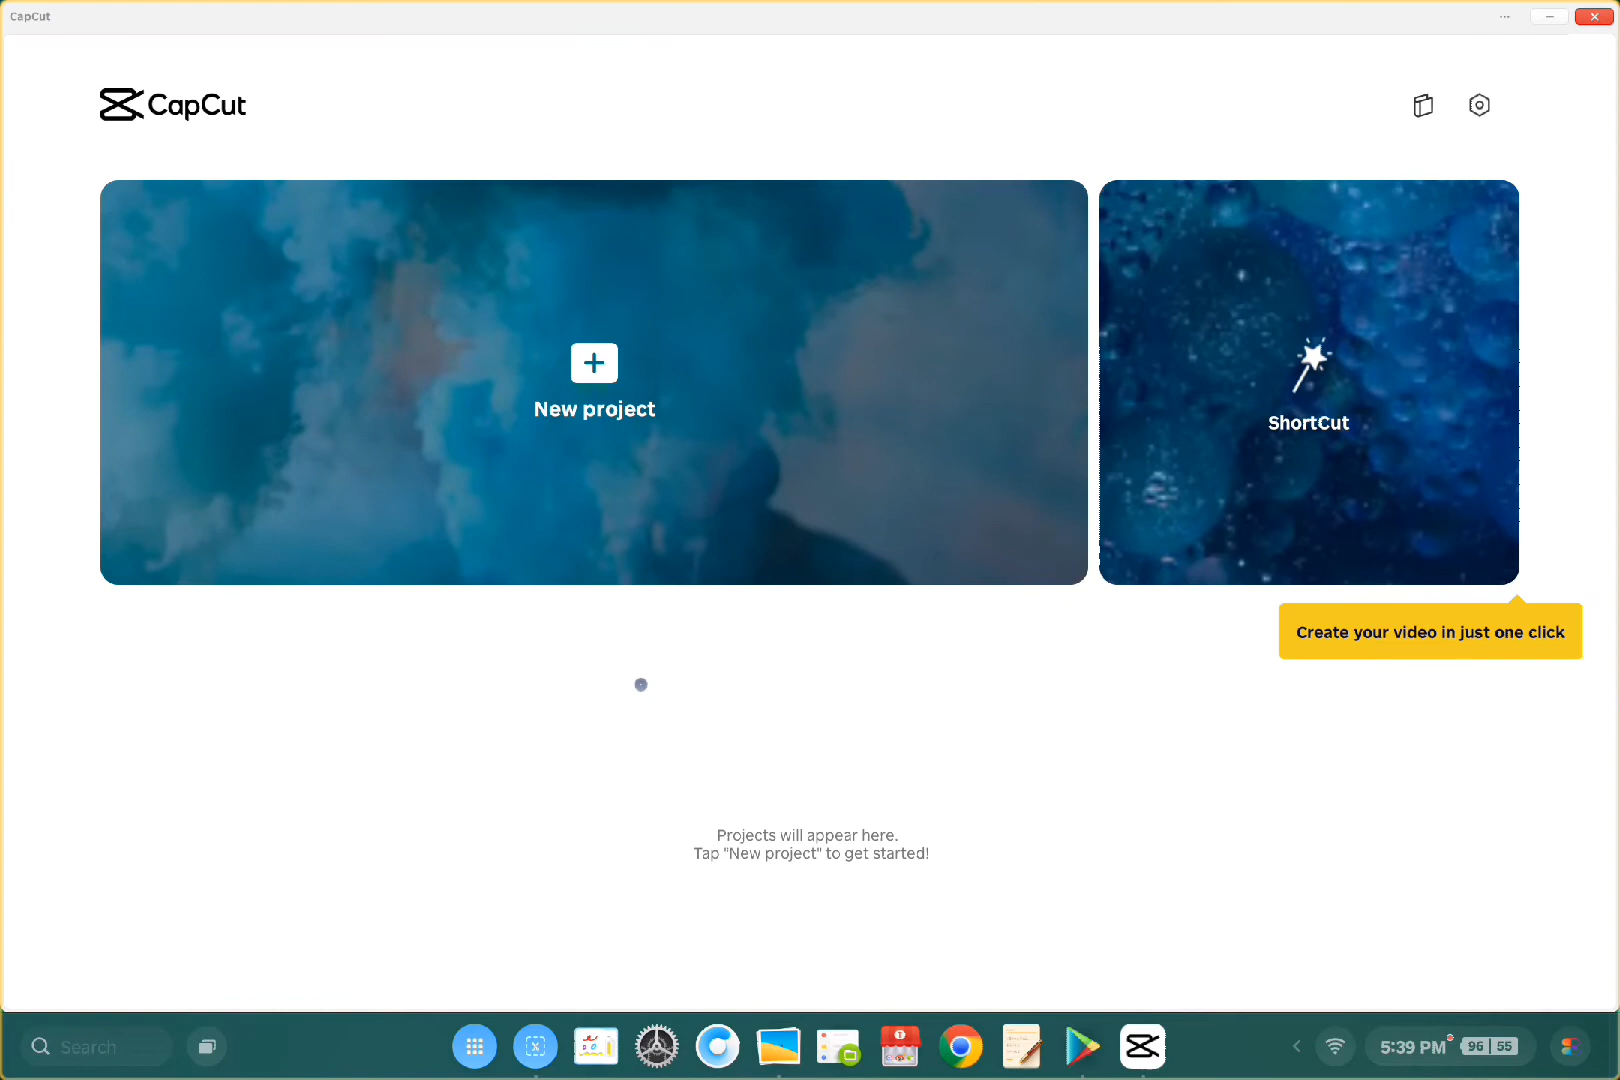 CapCut
CapCut
New project
ShortCut
Create your video in just one click
Projects will appear here.
Tap "New project" to get started!
Search
5:39 PM
96 55